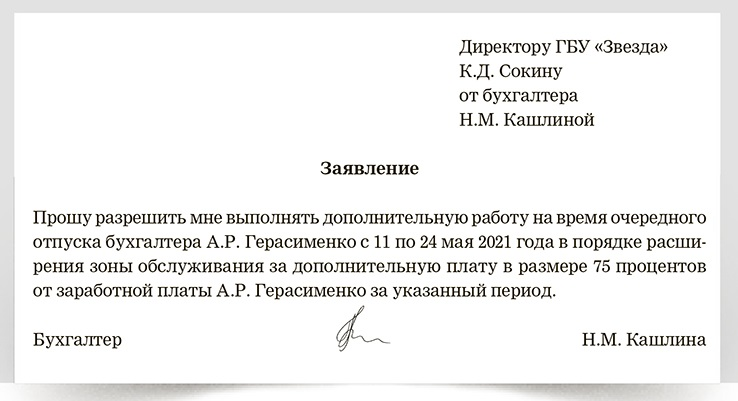 Директору ГБУ «Звезда»
К.Д. Сокину
от бухгалтера
Н.М. Кашлиной
Заявление
Прошу разрешить мне выполнять дополнительную работу на время очередного
отпуска бухгалтера А.Р. Герасименко с 11 по 24 мая 2021 года в порядке расши-
рения зоны обслуживания за дополнительную плату в размере 75 процентов
от заработной платы А.Р. Герасименко за указанный период.
Бухгалтер Н.М. Кашлина